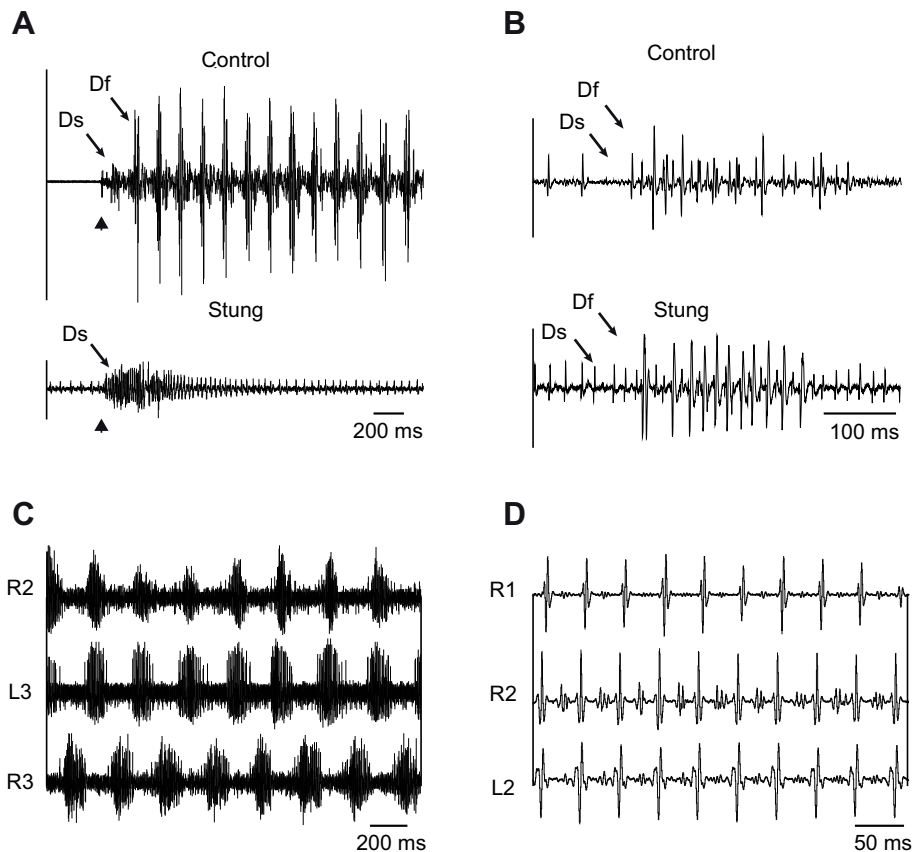 A
Control
Df
Ds
Stung
Ds
200 ms
B
Control
Df
Ds
Stung
Df
Ds
100 ms
C
R2
L3
R3
200 ms
D
R1
R2
L2
50 ms